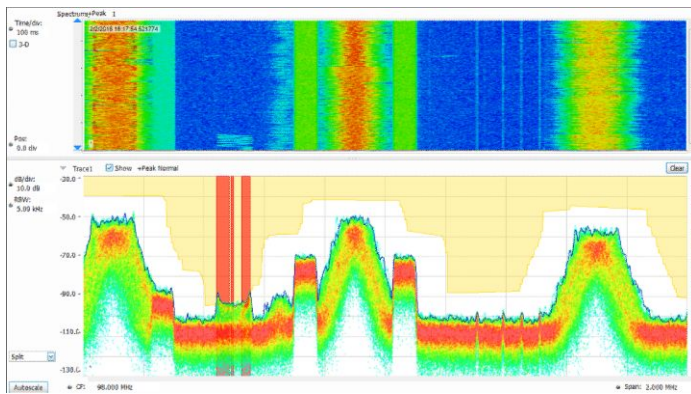 Spectrum +Peak 1
Time/div:
100 ms
3-D
2/2/2016 16:17:54.521774
Pos:
0.0 div
Trace1 Show +Peak Normal Clear
dB/div:
10.0 dB
RBW:
5.00 kHz
-30.0
-50.0
-70.0
-90.0
-110.0
-130.0
Split
Autoscale
CF: 98.000 MHz
Span: 2.000 MHz